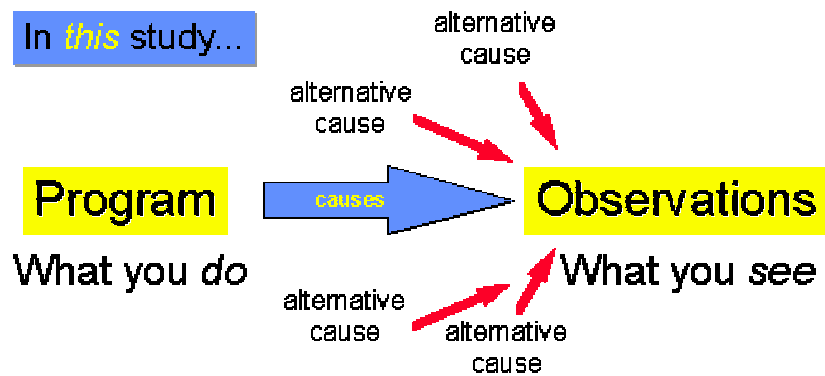 In this study...
alternative
cause
alternative
cause
Program
causes
Observations
What you do
What you see
alternative
cause
alternative
cause